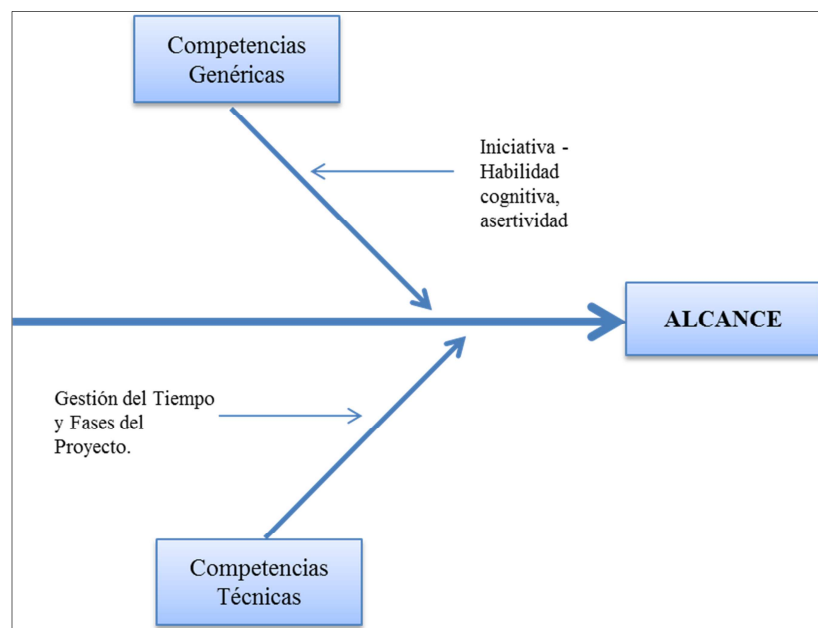 Competencias
Genéricas
Iniciativa -
Habilidad
cognitiva,
asertividad
ALCANCE
Gestión del Tiempo
y Fases del
Proyecto.
Competencias
Técnicas